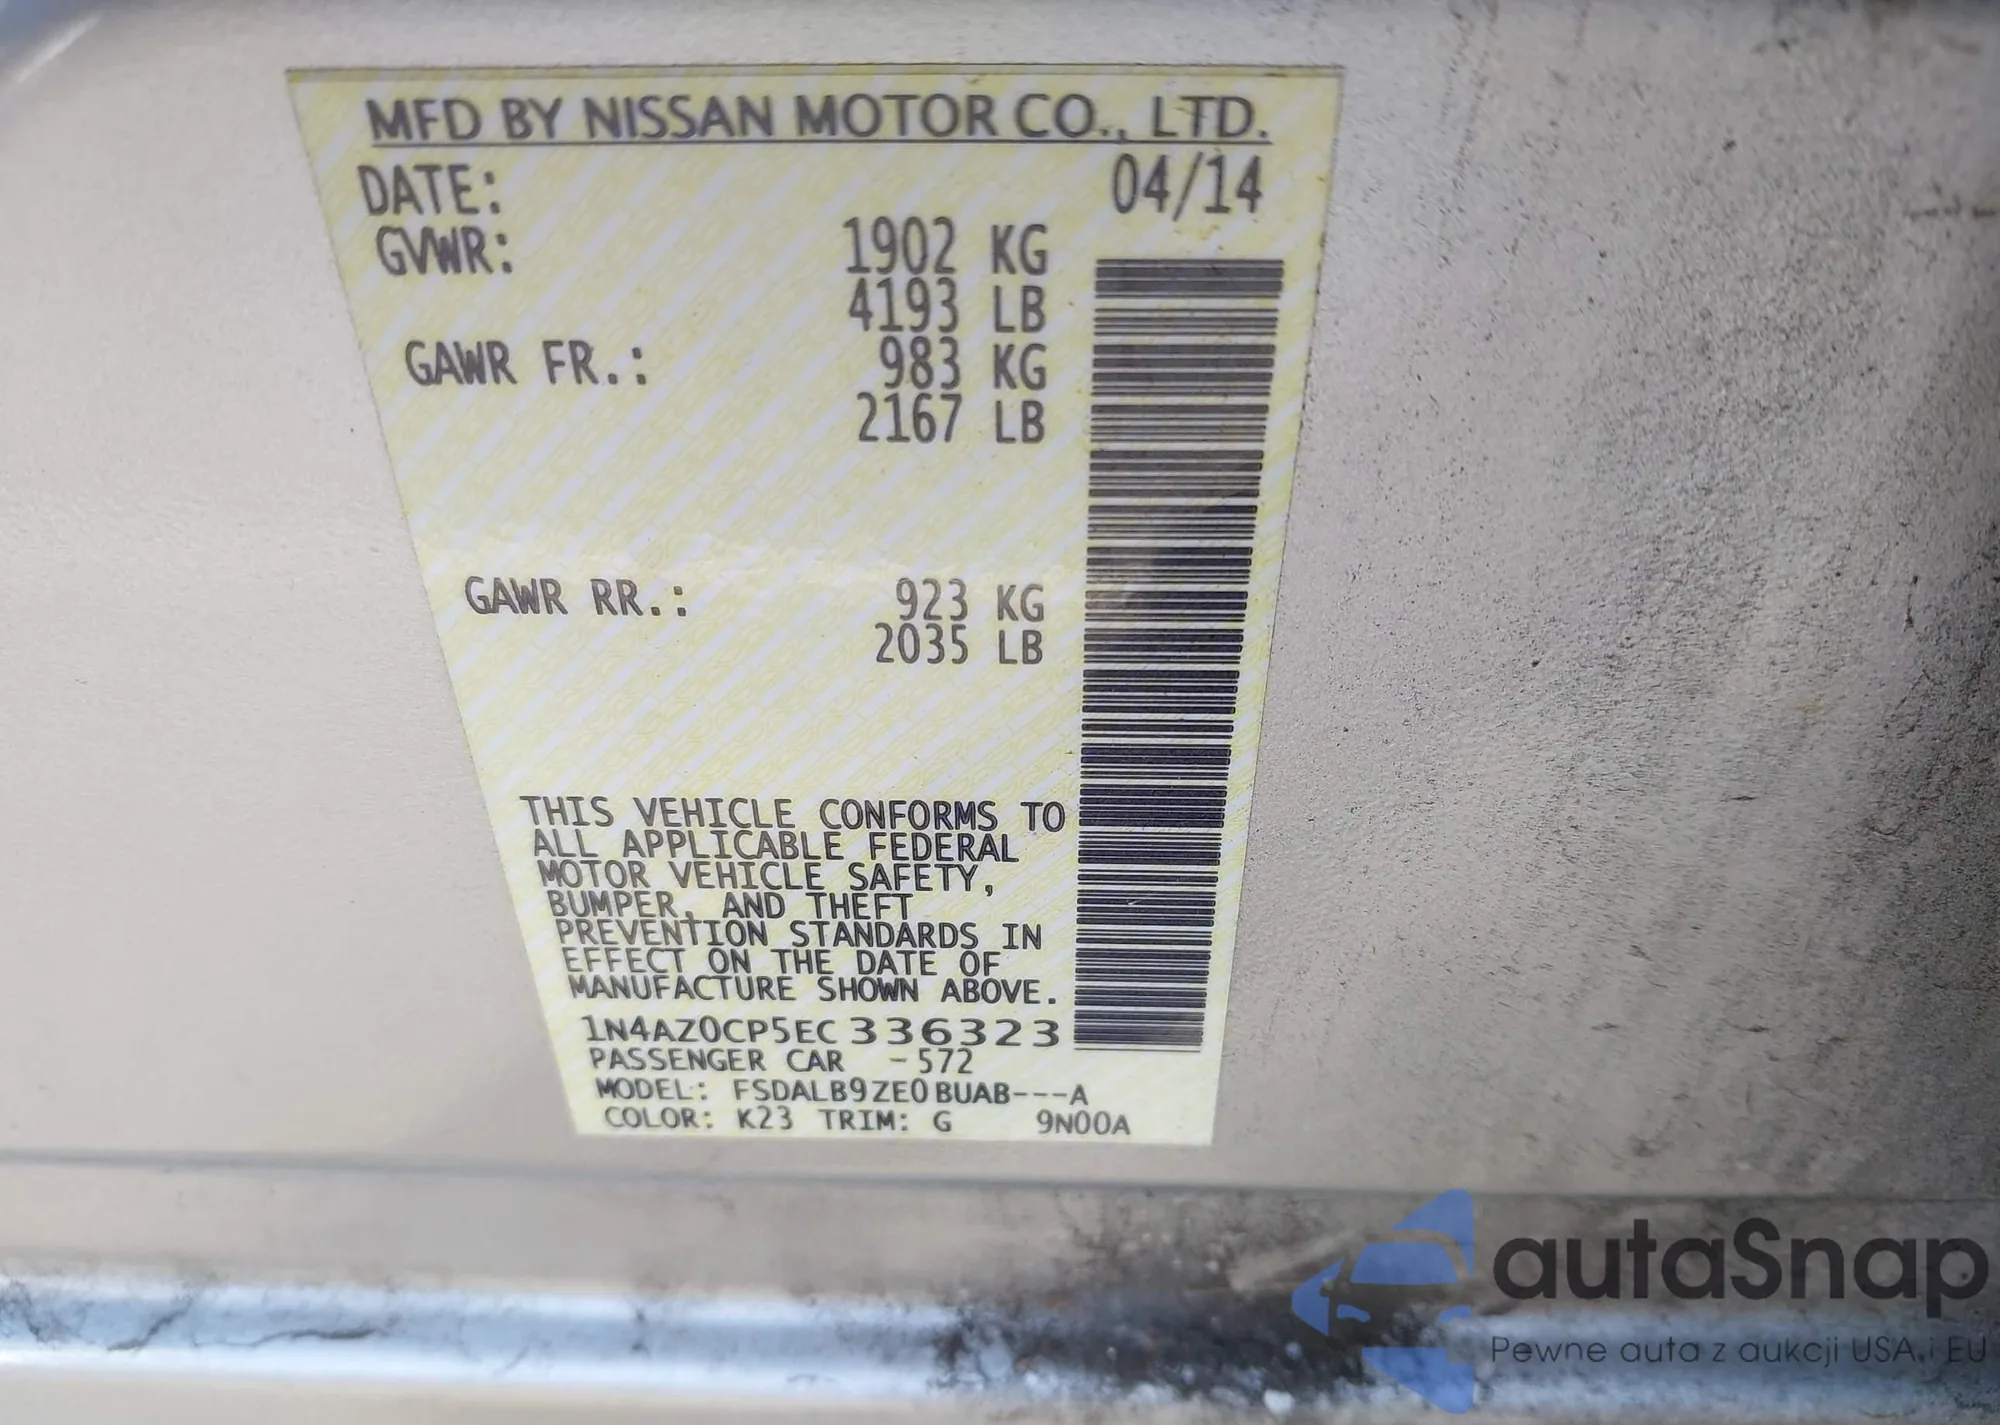 MFD BY NISSAN MOTOR CO., LTD.
DATE: 04/14
GVWR: 1902 KG
4193 LB
GAWR FR.: 983 KG
2167 LB
GAWR RR.: 923 KG
2035 LB
THIS VEHICLE CONFORMS TO
ALL APPLICABLE FEDERAL
MOTOR VEHICLE SAFETY,
BUMPER, AND THEFT
PREVENTION STANDARDS IN
EFFECT ON THE DATE OF
MANUFACTURE SHOWN ABOVE.
1N4AZ0CP5EC336323
PASSENGER CAR -572
MODEL: FSDALB9ZE0BUAB---A
COLOR: K23 TRIM: G 9N00A
autaSnap
Pewne auta z aukcji USA i EU